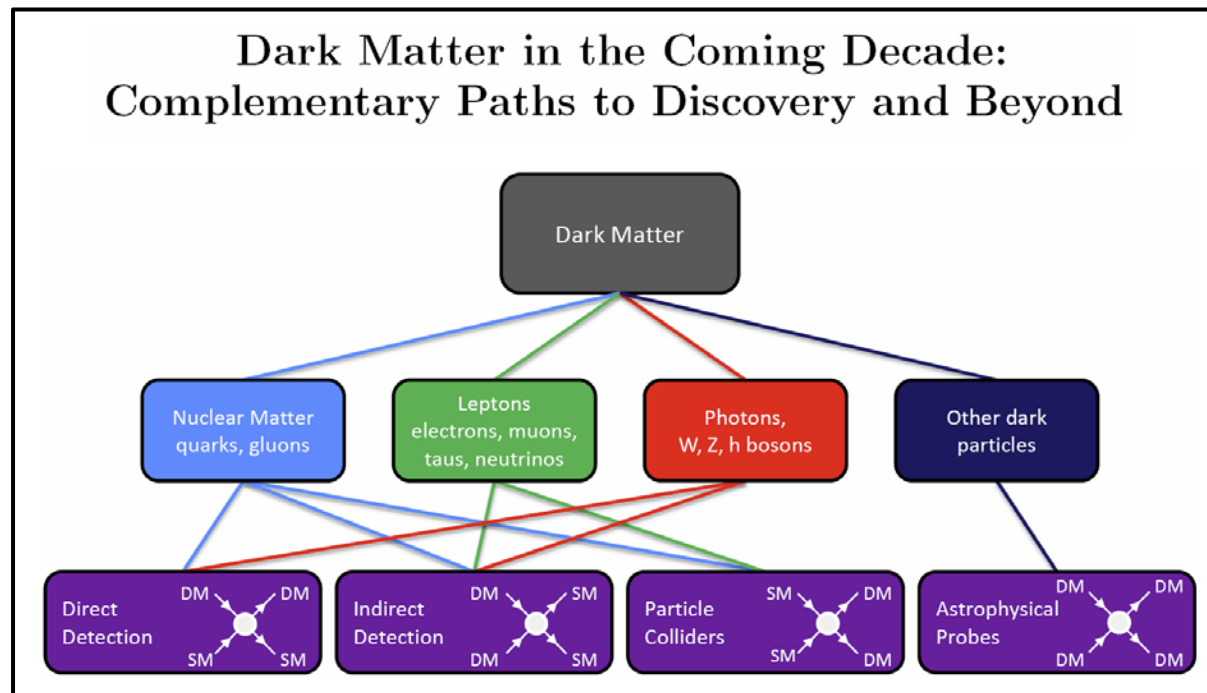 Dark Matter in the Coming Decade:
Complementary Paths to Discovery and Beyond
Dark Matter
Nuclear Matter
quarks, gluons
Leptons
electrons, muons,
taus, neutrinos
Photons,
W, Z, h bosons
Other dark
particles
Direct
Detection
DM
DM
SM
SM
Indirect
Detection
DM
SM
DM
SM
Particle
Colliders
SM
DM
SM
DM
Astrophysical
Probes
DM
DM
DM
DM